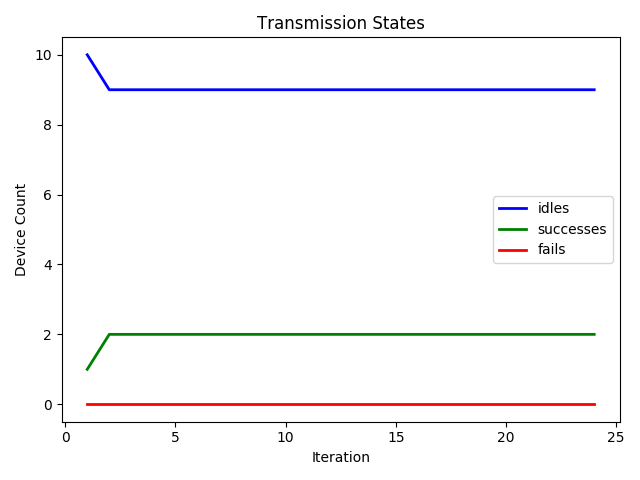 Transmission States
10
8
6
4
2
0
Device Count
idles
successes
fails
0 5 10 15 20 25
Iteration